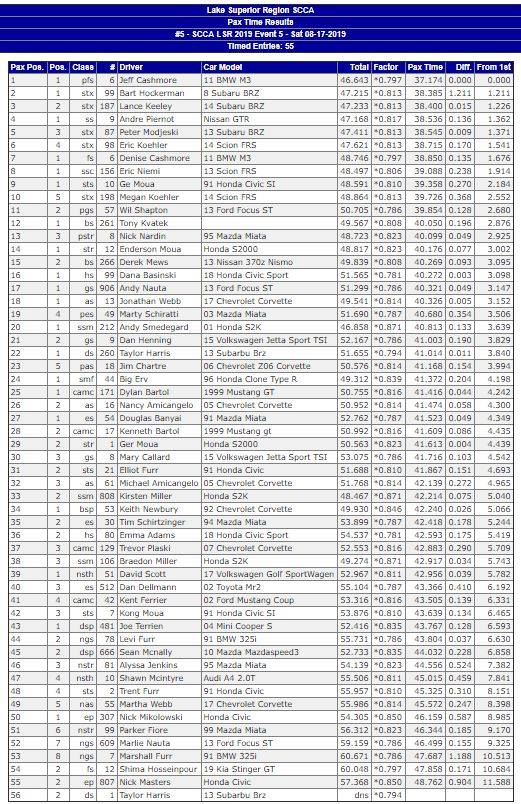 Lake Superior Region SCCA
Pax Time Results
#5 - SCCA LSR 2019 Event 5 - Sat 08-17-2019
Timed Entries: 55
Pax Pos. Pos. Class # Driver Car Model Total Factor Pax Time Diff. From 1st
1 1 pfs 6 Jeff Cashmore 11 BMW M3 46.643 *0.797 37.174 0.000 0.000
2 1 stx 99 Bart Hockerman 8 Subaru BRZ 47.215 *0.813 38.385 1.211 1.211
3 2 stx 187 Lance Keeley 14 Subaru BRZ 47.233 *0.813 38.400 0.015 1.226
4 1 ss 9 Andre Piernot Nissan GTR 47.168 *0.817 38.536 0.136 1.362
5 3 stx 87 Peter Modjeski 13 Subaru BRZ 47.411 *0.813 38.545 0.009 1.371
6 4 stx 98 Eric Koehler 14 Scion FRS 47.621 *0.813 38.715 0.170 1.541
7 1 fs 6 Denise Cashmore 11 BMW M3 48.746 *0.797 38.850 0.135 1.676
8 1 ssc 156 Eric Niemi 13 Scion FRS 48.497 *0.806 39.088 0.238 1.914
9 1 sts 10 Ge Moua 91 Honda Civic SI 48.591 *0.810 39.358 0.270 2.184
10 5 stx 198 Megan Koehler 14 Scion FRS 48.864 *0.813 39.726 0.368 2.552
11 2 pgs 57 Wil Shapton 13 Ford Focus ST 50.705 *0.786 39.854 0.128 2.680
12 1 bs 261 Tony Kvatek 49.567 *0.808 40.050 0.196 2.876
13 3 pstr 8 Nick Nardin 95 Mazda Miata 48.723 *0.823 40.099 0.049 2.925
14 1 str 12 Enderson Moua Honda S2000 48.817 *0.823 40.176 0.077 3.002
15 2 bs 266 Derek Mews 13 Nissan 370z Nismo 49.839 *0.808 40.269 0.093 3.095
16 1 hs 99 Dana Basinski 18 Honda Civic Sport 51.565 *0.781 40.272 0.003 3.098
17 1 gs 906 Andy Nauta 13 Ford Focus ST 51.299 *0.786 40.321 0.049 3.147
18 1 as 13 Jonathan Webb 17 Chevrolet Corvette 49.541 *0.814 40.326 0.005 3.152
19 4 pes 49 Marty Schiratti 03 Mazda Miata 51.690 *0.787 40.680 0.354 3.506
20 1 ssm 212 Andy Smedegard 01 Honda S2K 46.858 *0.871 40.813 0.133 3.639
21 2 gs 9 Dan Henning 15 Volkswagen Jetta Sport TSI 52.167 *0.786 41.003 0.190 3.829
22 1 ds 260 Taylor Harris 13 Subarbu Brz 51.655 *0.794 41.014 0.011 3.840
23 5 pas 18 Jim Chartre 06 Chevrolet Z06 Corvette 50.576 *0.814 41.168 0.154 3.994
24 1 smf 44 Big Erv 96 Honda Clone Type R 49.312 *0.839 41.372 0.204 4.198
25 1 camc 171 Dylan Bartol 1999 Mustang GT 50.755 *0.816 41.416 0.044 4.242
26 2 as 16 Nancy Amicangelo 05 Chevrolet Corvette 50.952 *0.814 41.474 0.058 4.300
27 1 es 54 Douglas Banyai 91 Mazda Miata 52.762 *0.787 41.523 0.049 4.349
28 2 camc 17 Kenneth Bartol 1999 Mustang gt 50.992 *0.816 41.609 0.086 4.435
29 2 str 1 Ger Moua Honda S2000 50.563 *0.823 41.613 0.004 4.439
30 3 gs 8 Mary Callard 15 Volkswagen Jetta Sport TSI 53.075 *0.786 41.716 0.103 4.542
31 2 sts 21 Elliot Furr 91 Honda Civic 51.688 *0.810 41.867 0.151 4.693
32 3 as 61 Michael Amicangelo 05 Chevrolet Corvette 51.768 *0.814 42.139 0.272 4.965
33 2 ssm 808 Kirsten Miller Honda S2K 48.467 *0.871 42.214 0.075 5.040
34 1 bsp 53 Keith Newbury 92 Chevrolet Corvette 49.930 *0.846 42.240 0.026 5.066
35 2 es 30 Tim Schirtzinger 94 Mazda Miata 53.899 *0.787 42.418 0.178 5.244
36 2 hs 80 Emma Adams 18 Honda Civic Sport 54.537 *0.781 42.593 0.175 5.419
37 3 camc 129 Trevor Plaski 07 Chevrolet Corvette 52.553 *0.816 42.883 0.290 5.709
38 3 ssm 106 Braedon Miller Honda S2K 49.274 *0.871 42.917 0.034 5.743
39 1 nsth 51 David Scott 17 Volkswagen Golf SportWagen 52.967 *0.811 42.956 0.039 5.782
40 3 es 512 Dan Dellmann 02 Toyota Mr2 55.104 *0.787 43.366 0.410 6.192
41 4 camc 42 Kent Ferrier 02 Ford Mustang Coup 53.316 *0.816 43.505 0.139 6.331
42 3 sts 7 Kong Moua 91 Honda Civic SI 53.876 *0.810 43.639 0.134 6.465
43 1 dsp 481 Joe Terrien 04 Mini Cooper S 52.416 *0.835 43.767 0.128 6.593
44 2 ngs 78 Levi Furr 91 BMW 325i 55.731 *0.786 43.804 0.037 6.630
45 2 dsp 666 Sean Mcnally 10 Mazda Mazdaspeed3 52.733 *0.835 44.032 0.228 6.858
46 3 nstr 81 Alyssa Jenkins 95 Mazda Miata 54.139 *0.823 44.556 0.524 7.382
47 4 nsth 10 Shawn Mcintyre Audi A4 2.0T 55.506 *0.811 45.015 0.459 7.841
48 4 sts 2 Trent Furr 91 Honda Civic 55.957 *0.810 45.325 0.310 8.151
49 5 nas 55 Martha Webb 17 Chevrolet Corvette 55.986 *0.814 45.572 0.247 8.398
50 1 ep 307 Nick Mikolowski Honda Civic 54.305 *0.850 46.159 0.587 8.985
51 6 nstr 99 Parker Fiore 99 Mazda Miata 56.312 *0.823 46.344 0.185 9.170
52 7 ngs 609 Marlie Nauta 13 Ford Focus ST 59.159 *0.786 46.499 0.155 9.325
53 8 ngs 7 Marshall Furr 91 BMW 325i 60.671 *0.786 47.687 1.188 10.513
54 2 fs 12 Shima Hosseinpour 19 Kia Stinger GT 60.048 *0.797 47.858 0.171 10.684
55 2 ep 807 Nick Masters Honda Civic 57.368 *0.850 48.762 0.904 11.588
56 2 ds 1 Taylor Harris 13 Subarbu Brz dns *0.794